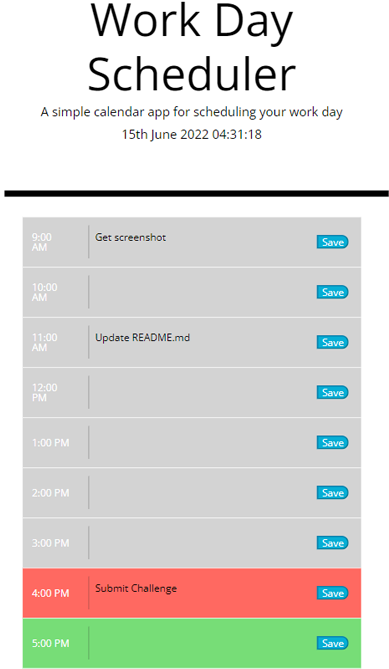 Work Day
Scheduler
A simple calendar app for scheduling your work day
15th June 2022 04:31:18
9:00
AM
Get screenshot
Save
10:00
AM
Save
11:00
AM
Update README.md
Save
12:00
PM
Save
1:00 PM
Save
2:00 PM
Save
3:00 PM
Save
4:00 PM
Submit Challenge
Save
5:00 PM
Save